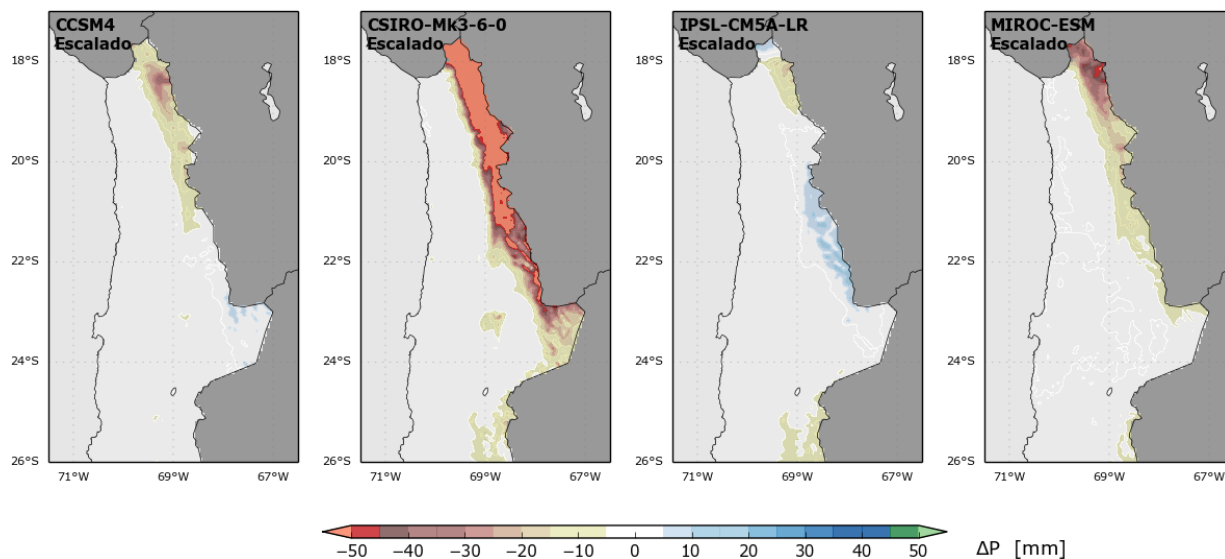 CCSM4
Escalado
CSIRO-Mk3-6-0
Escalado
IPSL-CM5A-LR
Escalado
MIROC-ESM
Escalado
18°S
20°S
22°S
24°S
26°S
71°W 69°W 67°W
18°S
20°S
22°S
24°S
26°S
71°W 69°W 67°W
18°S
20°S
22°S
24°S
26°S
71°W 69°W 67°W
18°S
20°S
22°S
24°S
26°S
71°W 69°W 67°W
−50 −40 −30 −20 −10 0 10 20 30 40 50
ΔP [mm]